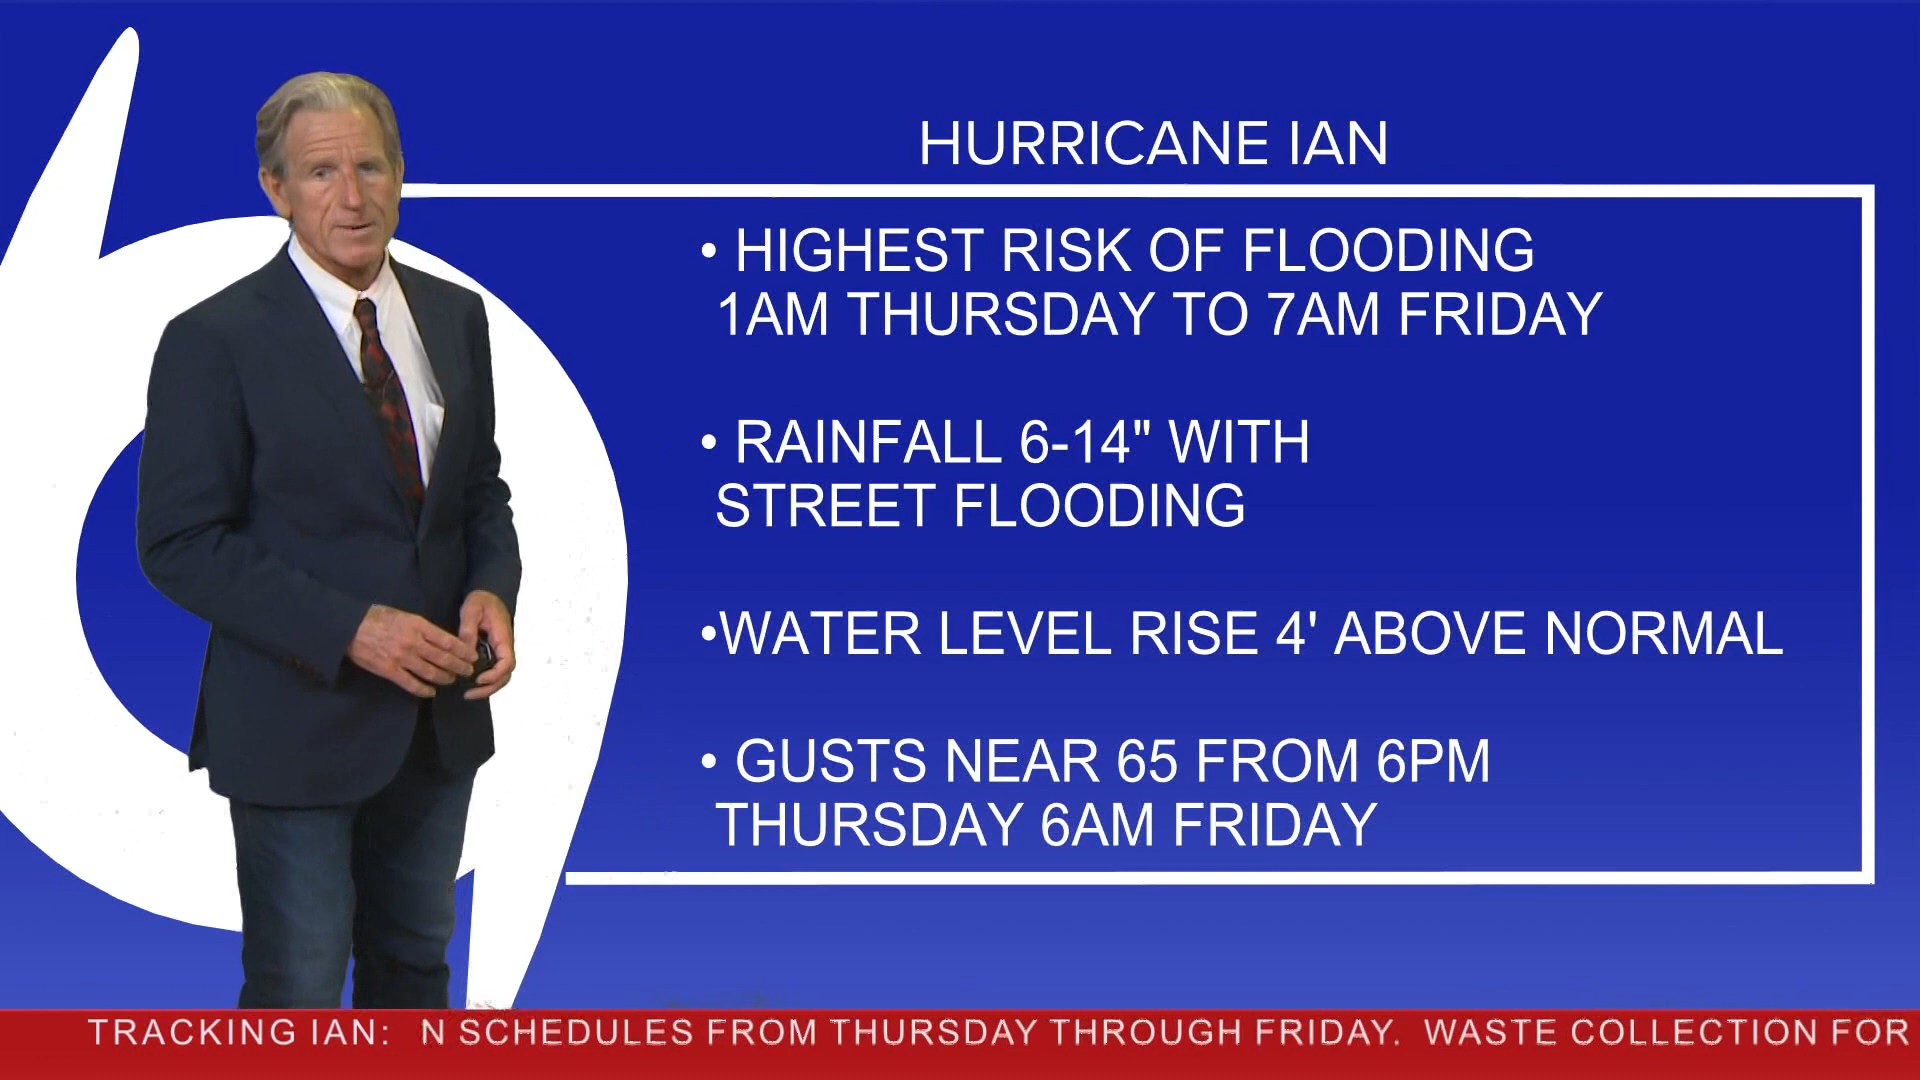 HURRICANE IAN
• HIGHEST RISK OF FLOODING
1AM THURSDAY TO 7AM FRIDAY
• RAINFALL 6-14" WITH
STREET FLOODING
•WATER LEVEL RISE 4' ABOVE NORMAL
• GUSTS NEAR 65 FROM 6PM
THURSDAY 6AM FRIDAY
TRACKING IAN: N SCHEDULES FROM THURSDAY THROUGH FRIDAY. WASTE COLLECTION FOR